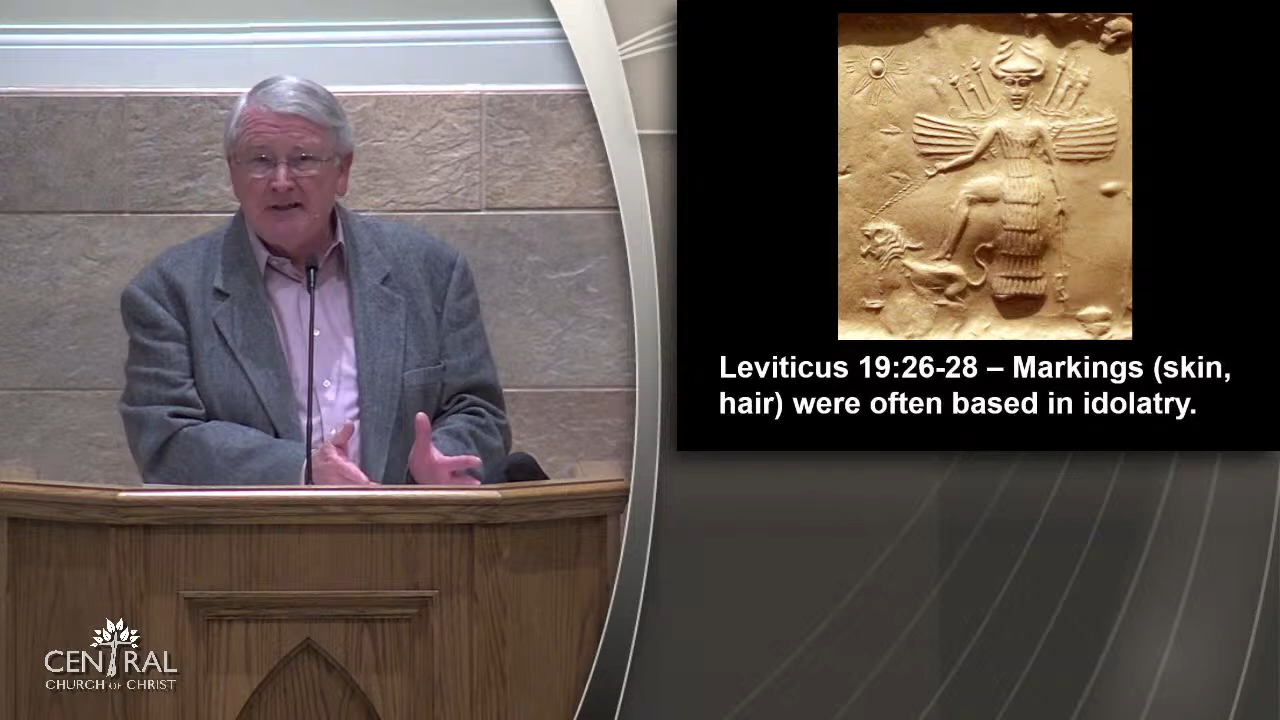 Leviticus 19:26-28 – Markings (skin,
hair) were often based in idolatry.
CENTRAL
CHURCH OF CHRIST